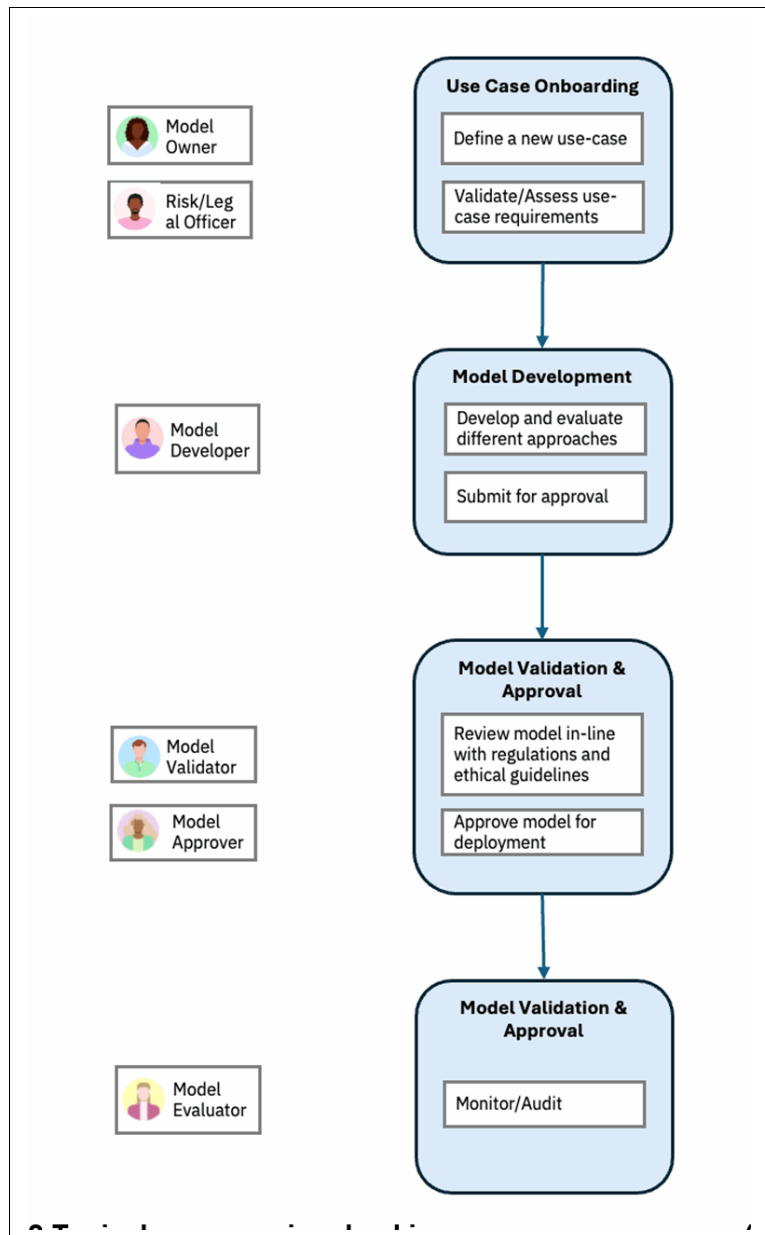 Use Case Onboarding
Model
Owner
Define a new use-case
Risk/Leg
al Officer
Validate/Assess use-
case requirements
Model Development
Model
Developer
Develop and evaluate
different approaches
Submit for approval
Model Validation &
Approval
Model
Validator
Review model in-line
with regulations and
ethical guidelines
Model
Approver
Approve model for
deployment
Model Validation &
Approval
Model
Evaluator
Monitor/Audit